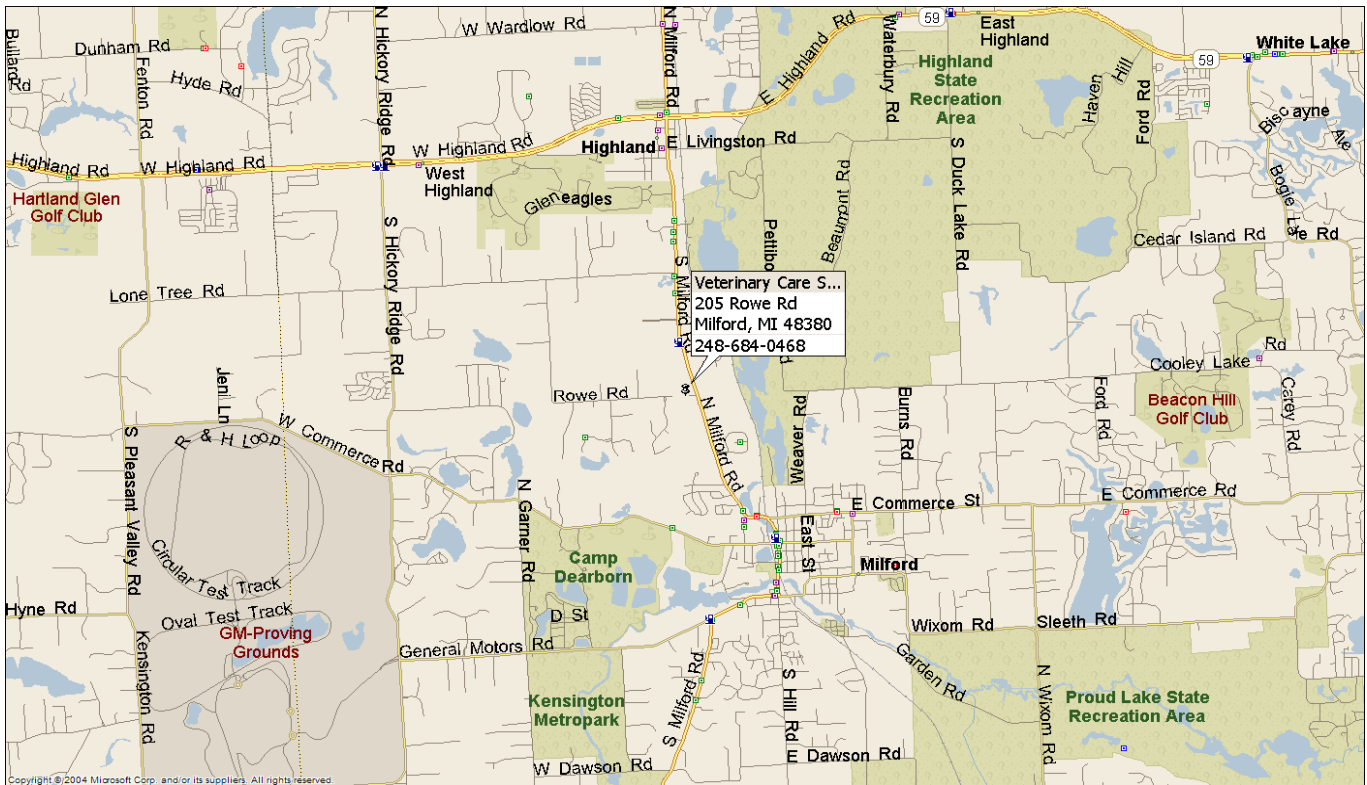 Bullard Rd
Dunham Rd
Hyde Rd
Fenton Rd
N Hickory Ridge Rd
W Wardlow Rd
N Milford Rd
E Highland Rd
Waterbury Rd
59
East
Highland
White Lake
59
Highland
State
Recreation
Area
Haven
Hill
Ford Rd
Biscayne
Ale
Highland Rd
W Highland Rd
W Highland Rd
Highland
E Livingston Rd
West
Highland
Gleneagles
Hartland Glen
Golf Club
S Hickory Ridge Rd
Beaumont Rd
S Duck Lake Rd
Bogie La
e Rd
Cedar Island Rd
Pettibo
Rd
Lone Tree Rd
S Milford Rd
Veterinary Care S...
205 Rowe Rd
Milford, MI 48380
248-684-0468
Cooley Lake Rd
Jeni Ln
Rowe Rd
N Milford Rd
Weaver Rd
Burns Rd
Ford Rd
Beacon Hill
Golf Club
Carey Rd
S Pleasant Valley Rd
R & H Loop
W Commerce Rd
N Garner Rd
E Commerce St
E Commerce Rd
East St
Camp
Dearborn
Milford
Circular Test Track
Oval Test Track
Hyne Rd
GM-Proving
Grounds
D St
General Motors Rd
Wixom Rd
Sleeth Rd
Kensington Rd
Kensington
Metropark
S Milford Rd
S Hill Rd
Garden Rd
N Wixom Rd
Proud Lake State
Recreation Area
W Dawson Rd
E Dawson Rd
Copyright © 2004 Microsoft Corp. and/or its suppliers. All rights reserved.